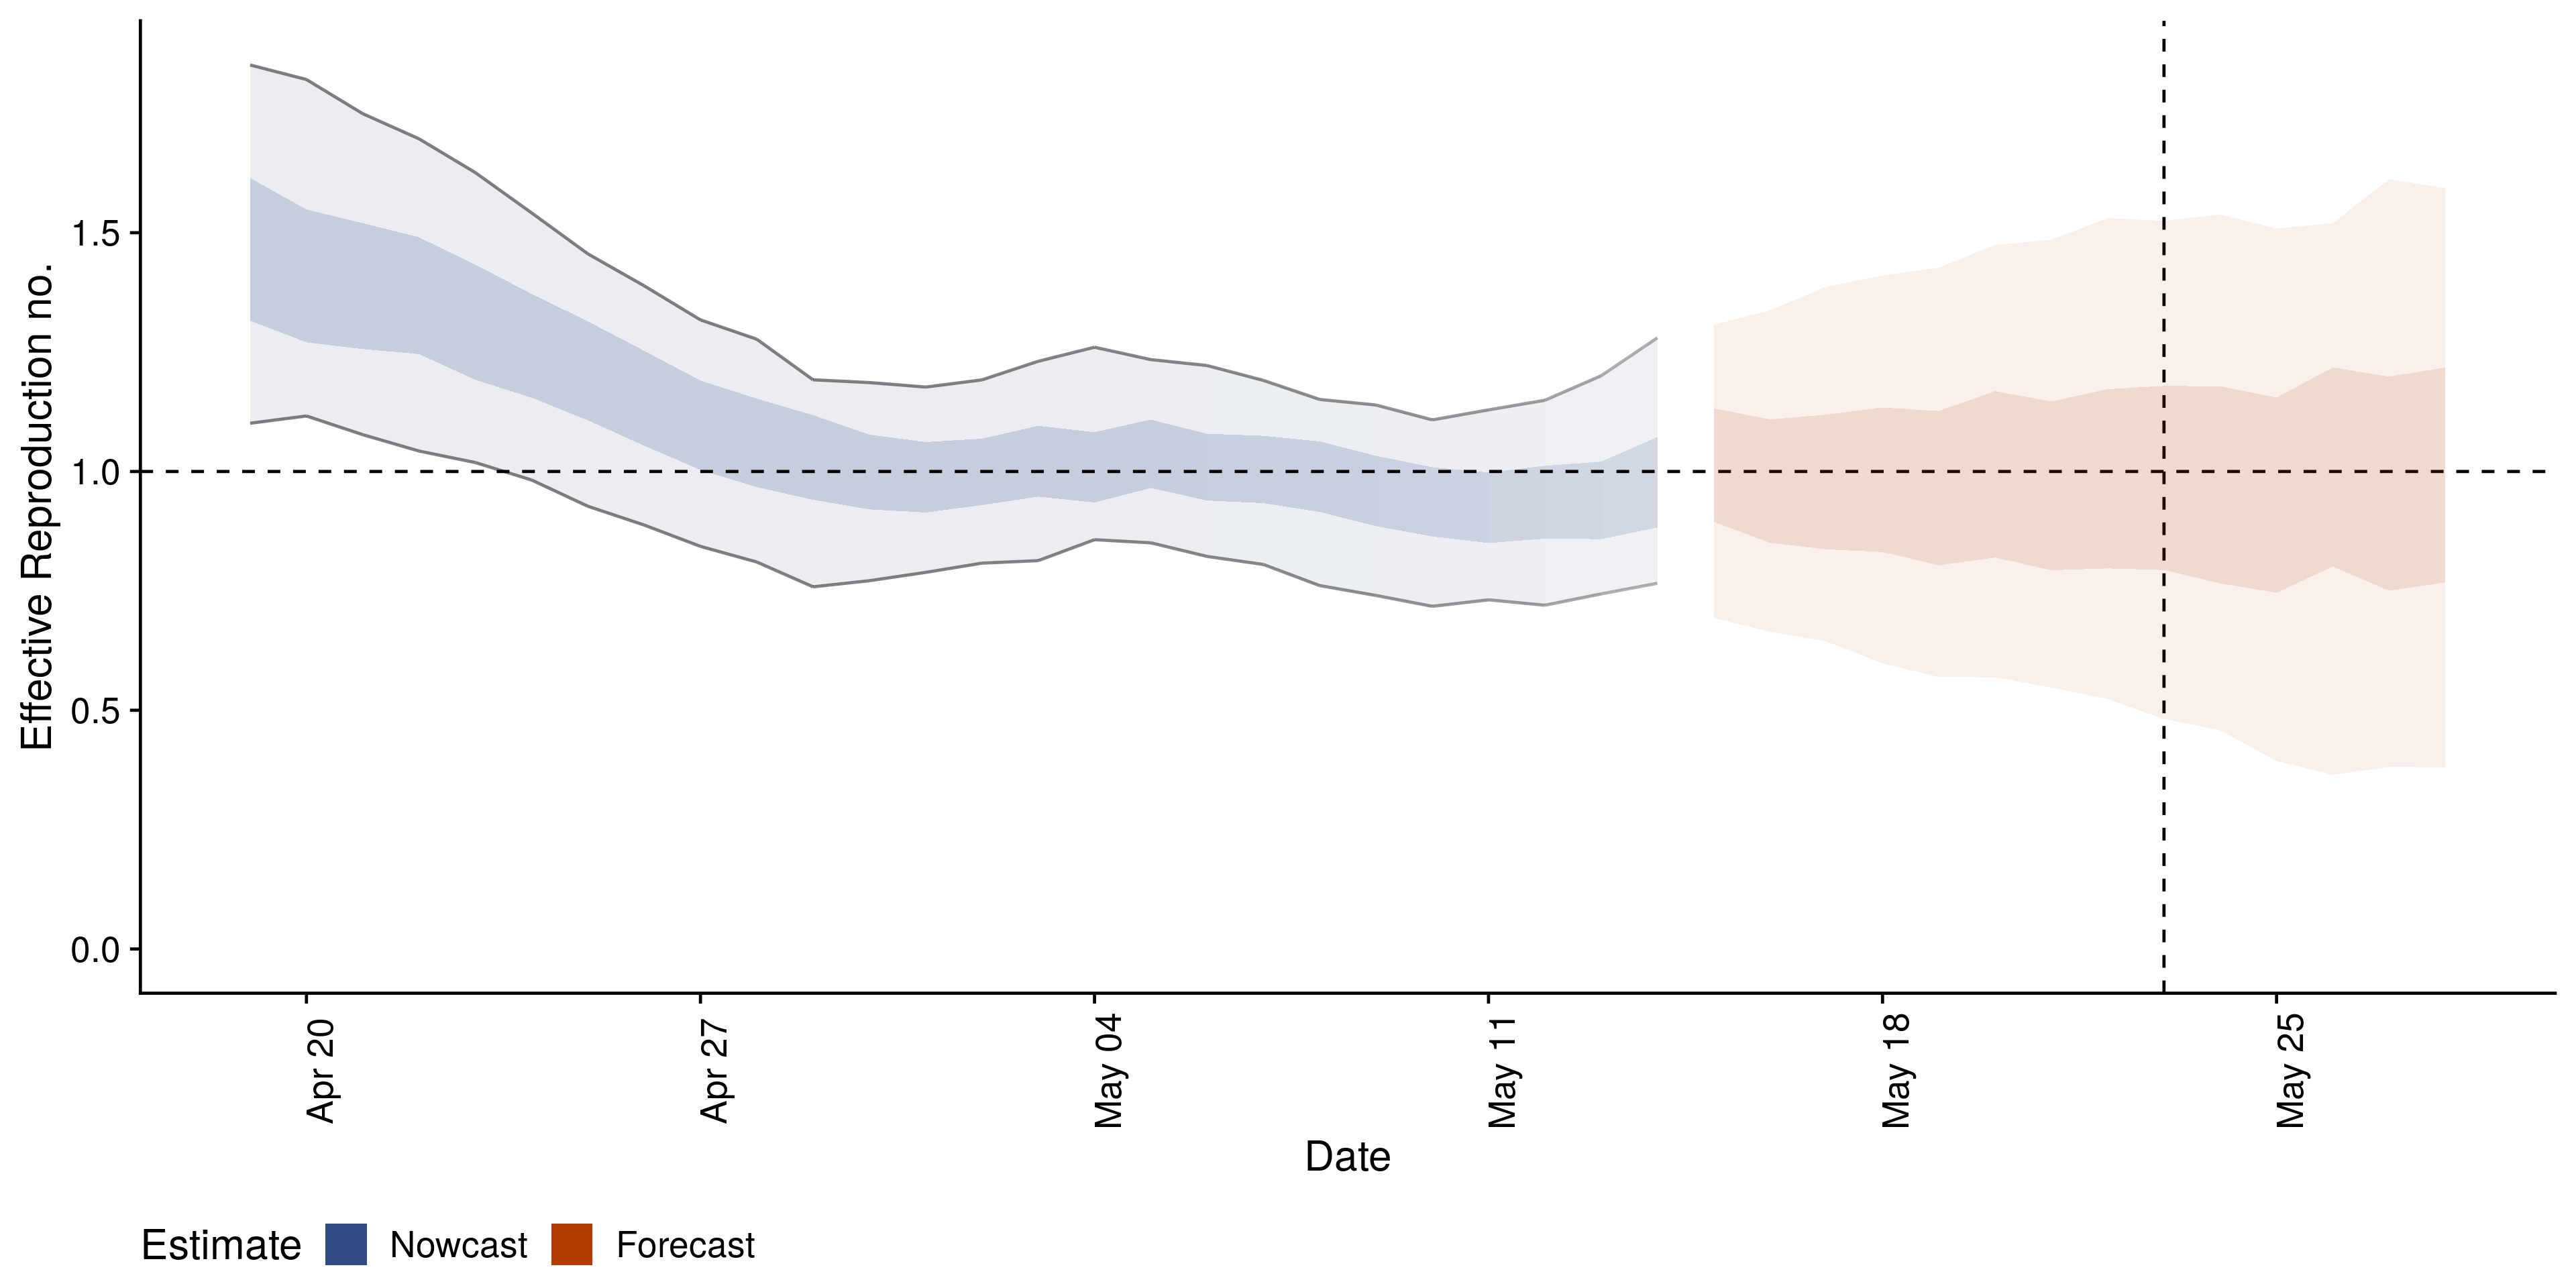 Effective Reproduction no.
1.5
1.0
0.5
0.0
Apr 20
Apr 27
May 04
May 11
May 18
May 25
Date
Estimate Nowcast Forecast